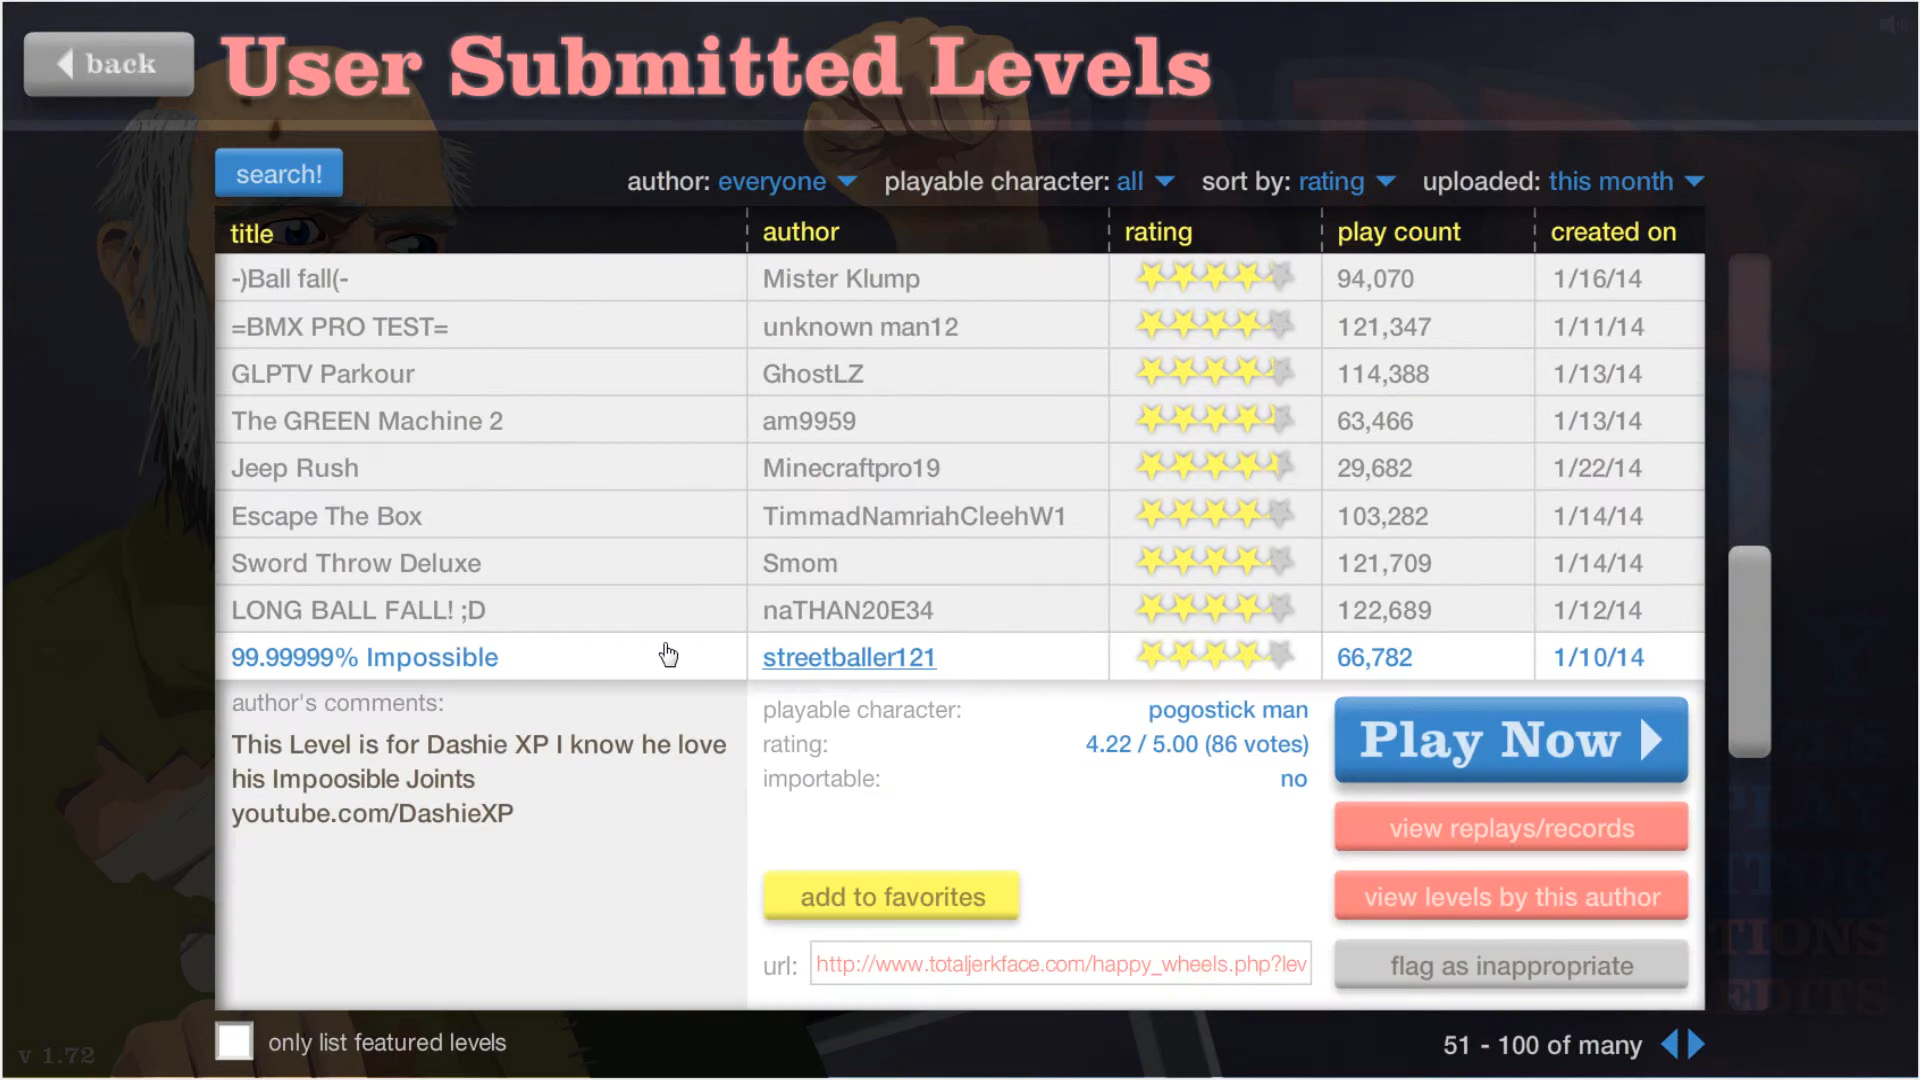 back
User Submitted Levels
search!
author: everyone playable character: all sort by: rating uploaded: this month
title author rating play count created on
-)Ball fall(- Mister Klump 94,070 1/16/14
=BMX PRO TEST= unknown man12 121,347 1/11/14
GLPTV Parkour GhostLZ 114,388 1/13/14
The GREEN Machine 2 am9959 63,466 1/13/14
Jeep Rush Minecraftpro19 29,682 1/22/14
Escape The Box TimmadNamriahCleehW1 103,282 1/14/14
Sword Throw Deluxe Smom 121,709 1/14/14
LONG BALL FALL! ;D naTHAN20E34 122,689 1/12/14
99.99999% Impossible streetballer121 66,782 1/10/14
author's comments:
This Level is for Dashie XP I know he love
his Impoosible Joints
youtube.com/DashieXP
playable character: pogostick man
rating: 4.22 / 5.00 (86 votes)
importable: no
add to favorites
url: http://www.totaljerkface.com/happy_wheels.php?lev
Play Now
view replays/records
view levels by this author
flag as inappropriate
v 1.72
only list featured levels
51 - 100 of many